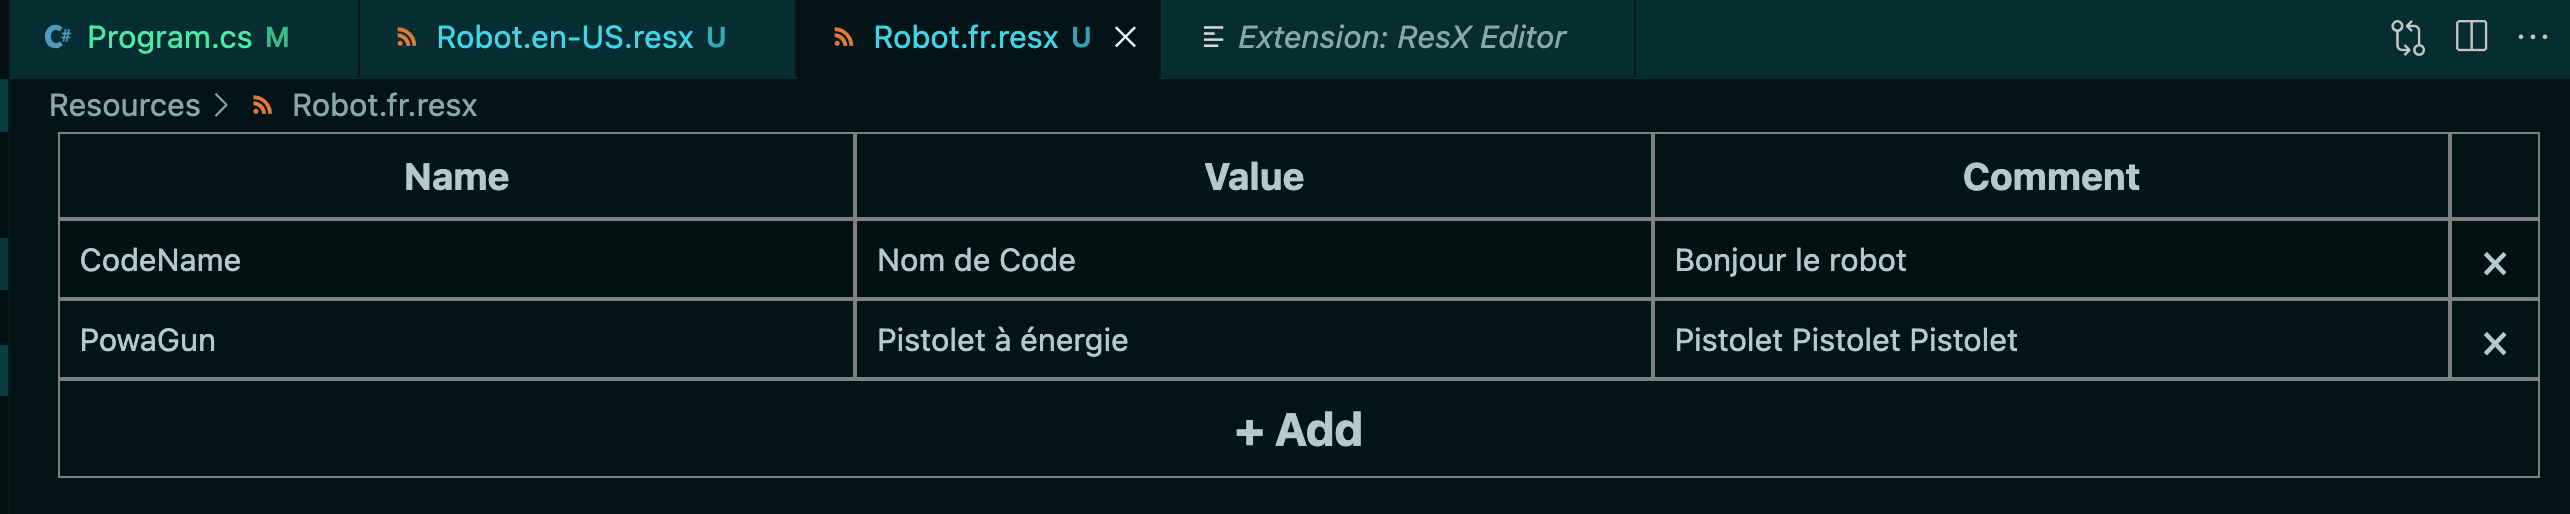 C# Program.cs M Robot.en-US.resx U Robot.fr.resx U Extension: ResX Editor
Resources > Robot.fr.resx
Name Value Comment
CodeName Nom de Code Bonjour le robot
PowaGun Pistolet à énergie Pistolet Pistolet Pistolet
+ Add